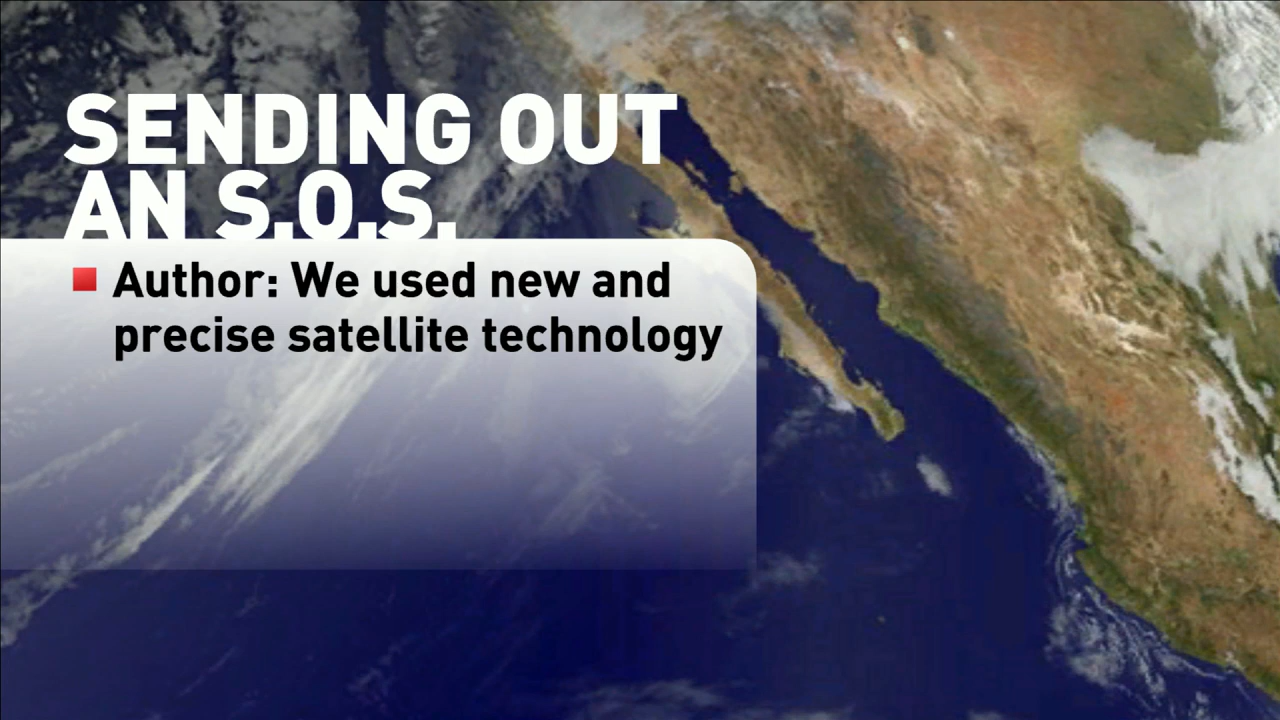 SENDING OUT
AN S.O.S.
Author: We used new and
precise satellite technology